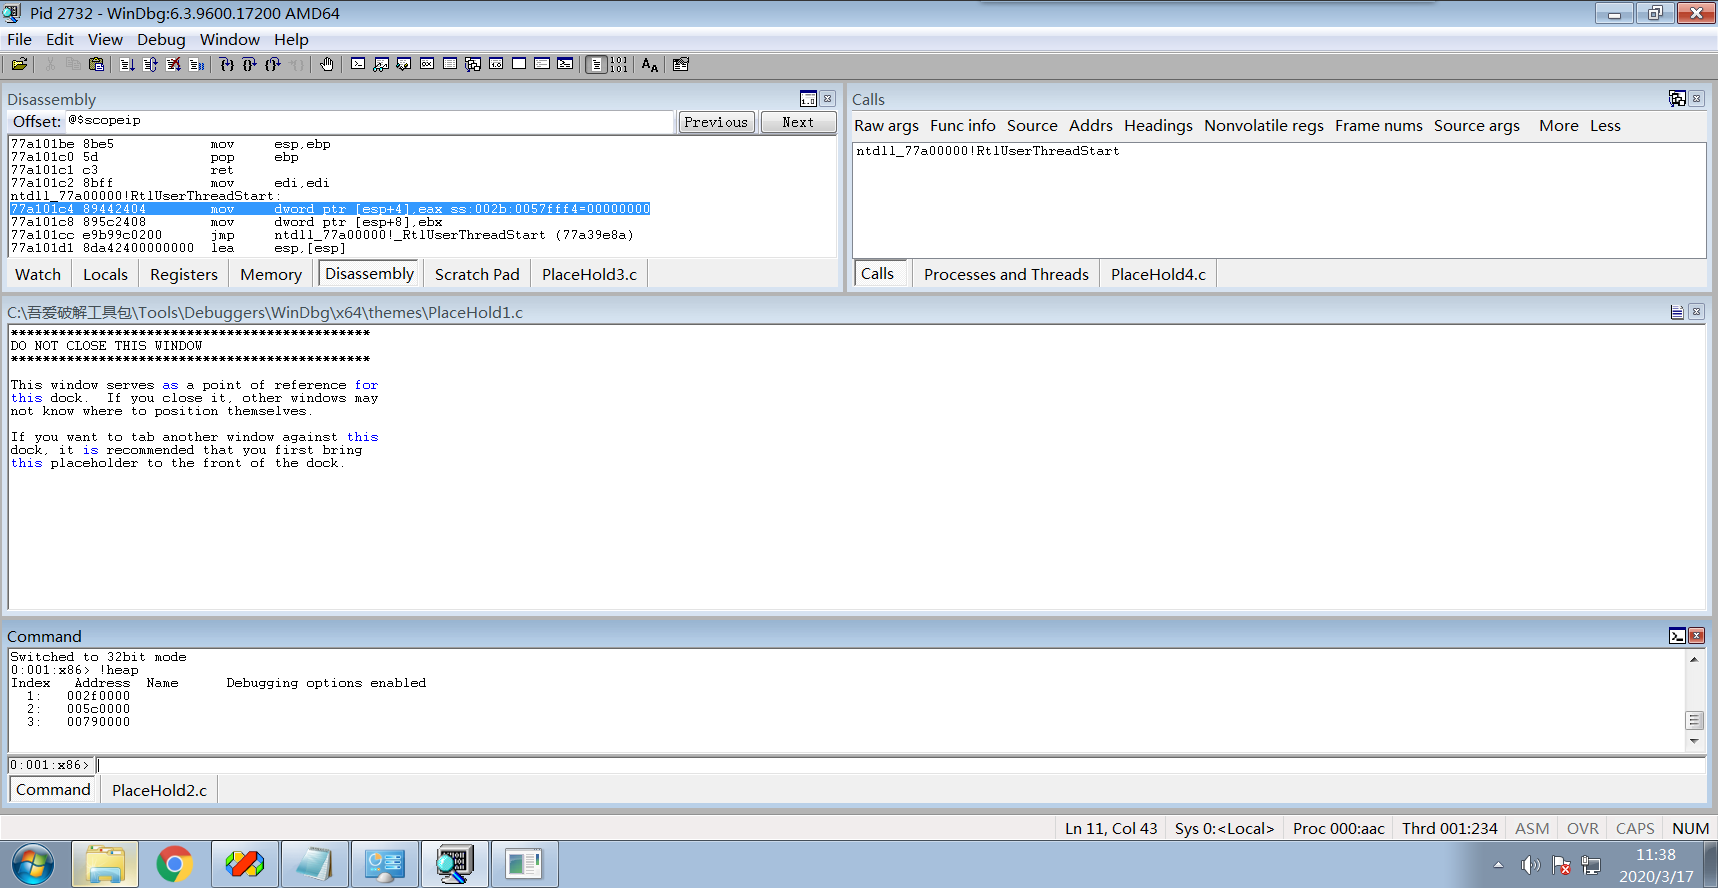 Pid 2732 - WinDbg:6.3.9600.17200 AMD64
File Edit View Debug Window Help
Disassembly
Offset: @$scopeip Previous Next
77a101be 8be5 mov esp,ebp
77a101c0 5d pop ebp
77a101c1 c3 ret
77a101c2 8bff mov edi,edi
ntdll_77a00000!RtlUserThreadStart:
77a101c4 89442404 mov dword ptr [esp+4],eax ss:002b:0057fff4=00000000
77a101c8 895c2408 mov dword ptr [esp+8],ebx
77a101cc e9b99c0200 jmp ntdll_77a00000!_RtlUserThreadStart (77a39e8a)
77a101d1 8da42400000000 lea esp,[esp]
Watch Locals Registers Memory Disassembly Scratch Pad PlaceHold3.c
Calls
Raw args Func info Source Addrs Headings Nonvolatile regs Frame nums Source args More Less
ntdll_77a00000!RtlUserThreadStart
Calls Processes and Threads PlaceHold4.c
C:\吾爱破解工具包\Tools\Debuggers\WinDbg\x64\themes\PlaceHold1.c
*********************************************
DO NOT CLOSE THIS WINDOW
*********************************************
This window serves as a point of reference for
this dock. If you close it, other windows may
not know where to position themselves.
If you want to tab another window against this
dock, it is recommended that you first bring
this placeholder to the front of the dock.
Command
Switched to 32bit mode
0:001:x86> !heap
Index Address Name Debugging options enabled
1: 002f0000
2: 005c0000
3: 00790000
0:001:x86>
Command PlaceHold2.c
Ln 11, Col 43 Sys 0:<Local> Proc 000:aac Thrd 001:234 ASM OVR CAPS NUM
11:38
2020/3/17